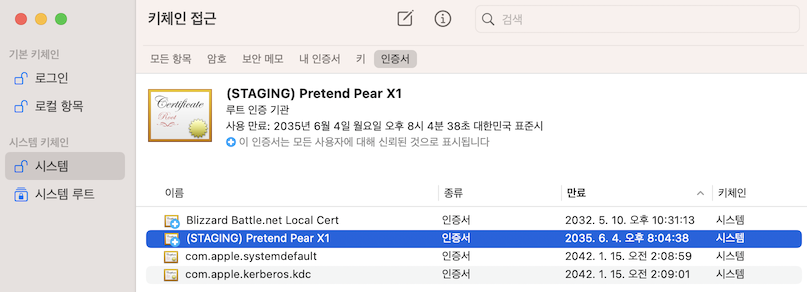 키체인 접근
검색
기본 키체인
로그인
로컬 항목
시스템 키체인
시스템
시스템 루트
모든 항목 암호 보안 메모 내 인증서 키 인증서
Certificate
Root
(STAGING) Pretend Pear X1
루트 인증 기관
사용 만료: 2035년 6월 4일 월요일 오후 8시 4분 38초 대한민국 표준시
이 인증서는 모든 사용자에 대해 신뢰된 것으로 표시됩니다
이름 종류 만료 키체인
Blizzard Battle.net Local Cert 인증서 2032. 5. 10. 오후 10:31:13 시스템
(STAGING) Pretend Pear X1 인증서 2035. 6. 4. 오후 8:04:38 시스템
com.apple.systemdefault 인증서 2042. 1. 15. 오전 2:08:59 시스템
com.apple.kerberos.kdc 인증서 2042. 1. 15. 오전 2:09:01 시스템